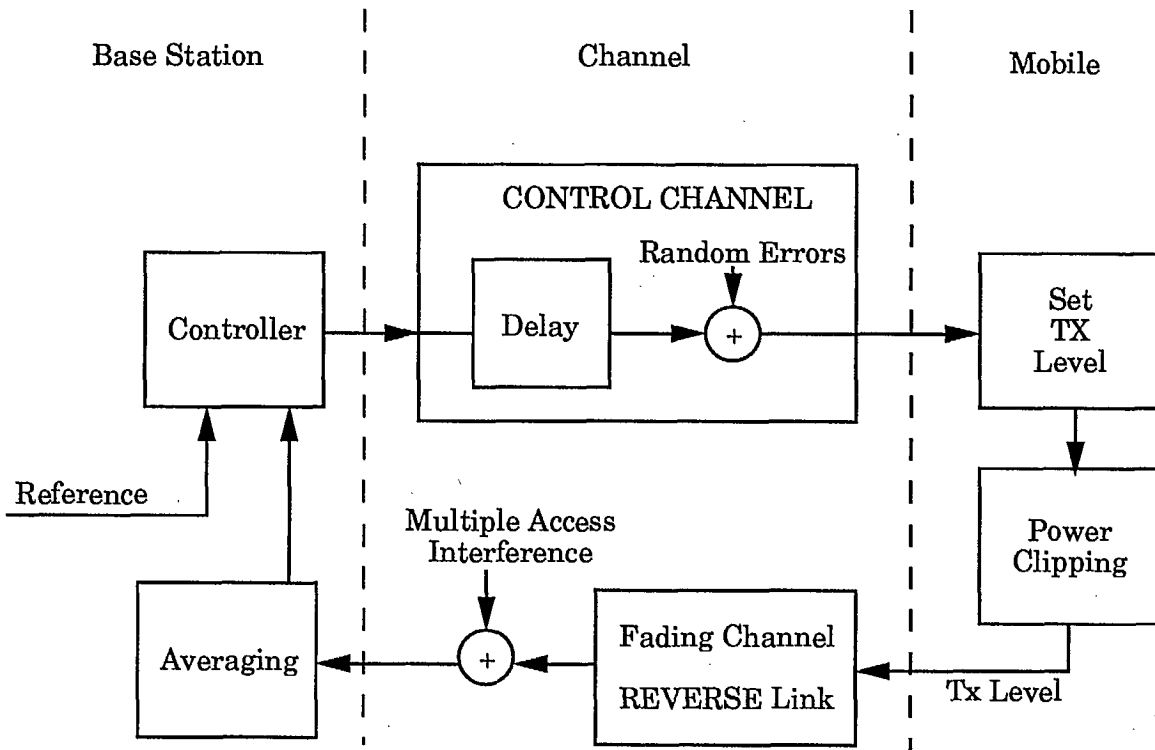 Base Station
Channel
Mobile
CONTROL CHANNEL
Random Errors
Controller
Delay
+
Set
TX
Level
Reference
Multiple Access
Interference
Power
Clipping
Averaging
+
Fading Channel
REVERSE Link
Tx Level